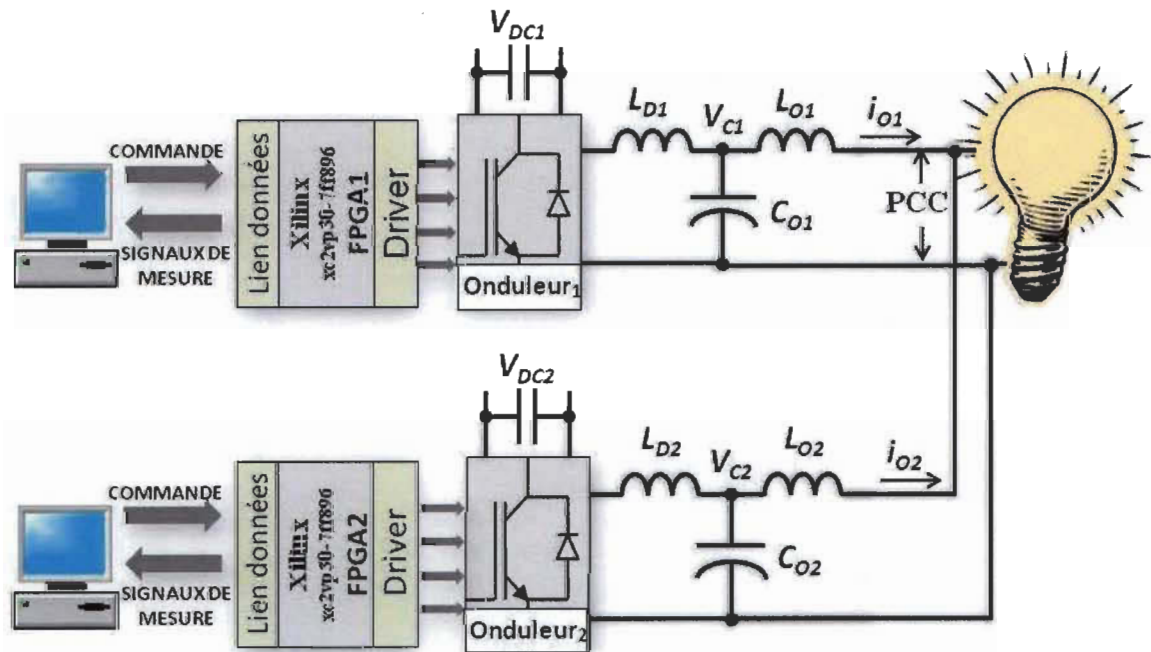 V_DC1
L_D1
V_C1
L_O1
i_O1
COMMANDE
SIGNAUX DE
MESURE
Lien données
Xilinx
xc2vp30-7ff896
FPGA1
Driver
Onduleur₁
C_O1
PCC
V_DC2
L_D2
V_C2
L_O2
i_O2
COMMANDE
SIGNAUX DE
MESURE
Lien données
Xilinx
xc2vp30-7ff896
FPGA2
Driver
Onduleur₂
C_O2